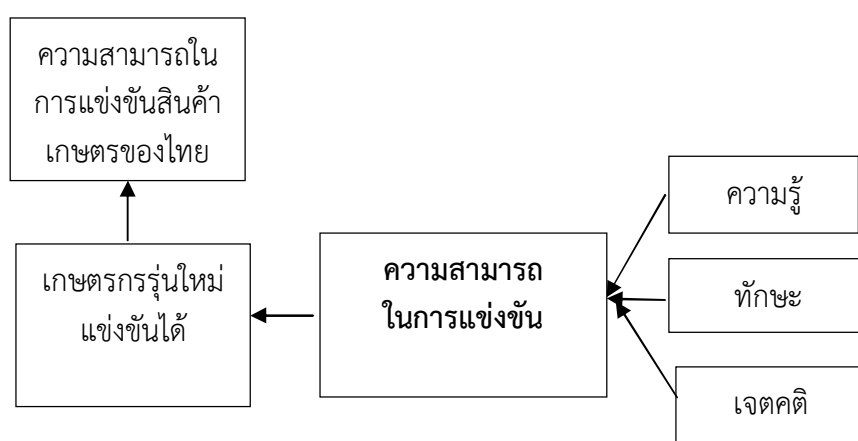 ความสามารถใน
การแข่งขันสินค้า
เกษตรของไทย
เกษตรกรรุ่นใหม่
แข่งขันได้
ความสามารถ
ในการแข่งขัน
ความรู้
ทักษะ
เจตคติ